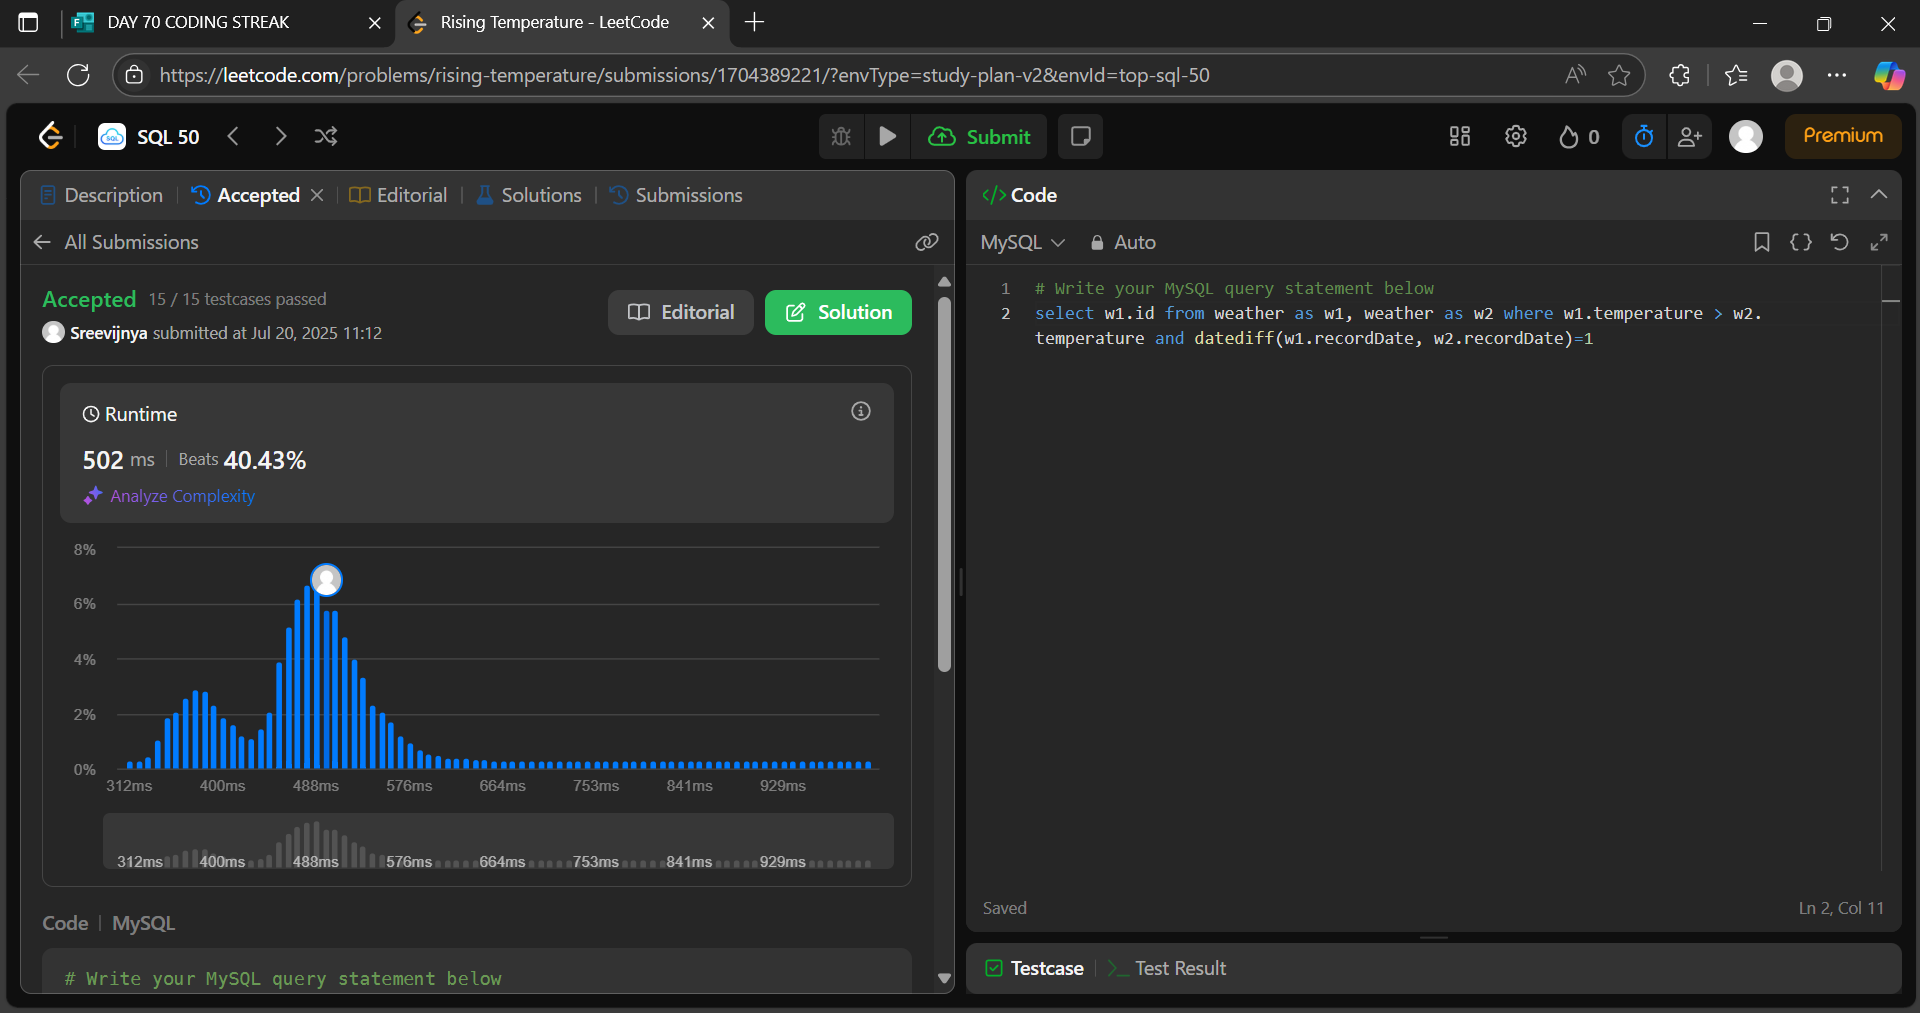 DAY 70 CODING STREAK
Rising Temperature - LeetCode
https://leetcode.com/problems/rising-temperature/submissions/1704389221/?envType=study-plan-v2&envId=top-sql-50
SQL 50
Submit
0
Premium
Description
Accepted
Editorial
Solutions
Submissions
All Submissions
Accepted 15 / 15 testcases passed
Sreevijnya submitted at Jul 20, 2025 11:12
Editorial
Solution
Runtime
502 ms Beats 40.43%
Analyze Complexity
8%
6%
4%
2%
0%
312ms 400ms 488ms 576ms 664ms 753ms 841ms 929ms
312ms 400ms 488ms 576ms 664ms 753ms 841ms 929ms
Code | MySQL
# Write your MySQL query statement below
</> Code
MySQL Auto
1 # Write your MySQL query statement below
2 select w1.id from weather as w1, weather as w2 where w1.temperature > w2.
temperature and datediff(w1.recordDate, w2.recordDate)=1
Saved
Ln 2, Col 11
Testcase
Test Result